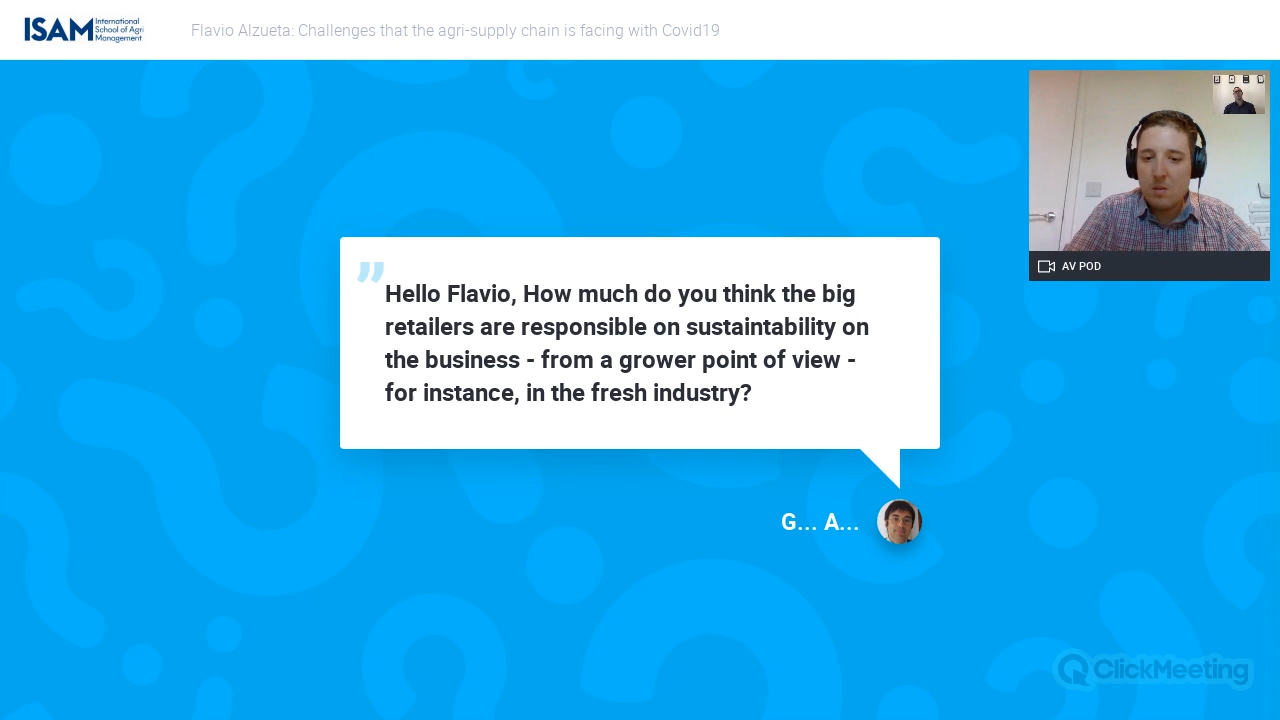 ISAM International
School of Agri
Management
Flavio Alzueta: Challenges that the agri-supply chain is facing with Covid19
AV POD
Hello Flavio, How much do you think the big
retailers are responsible on sustaintability on
the business - from a grower point of view -
for instance, in the fresh industry?
G... A...
ClickMeeting